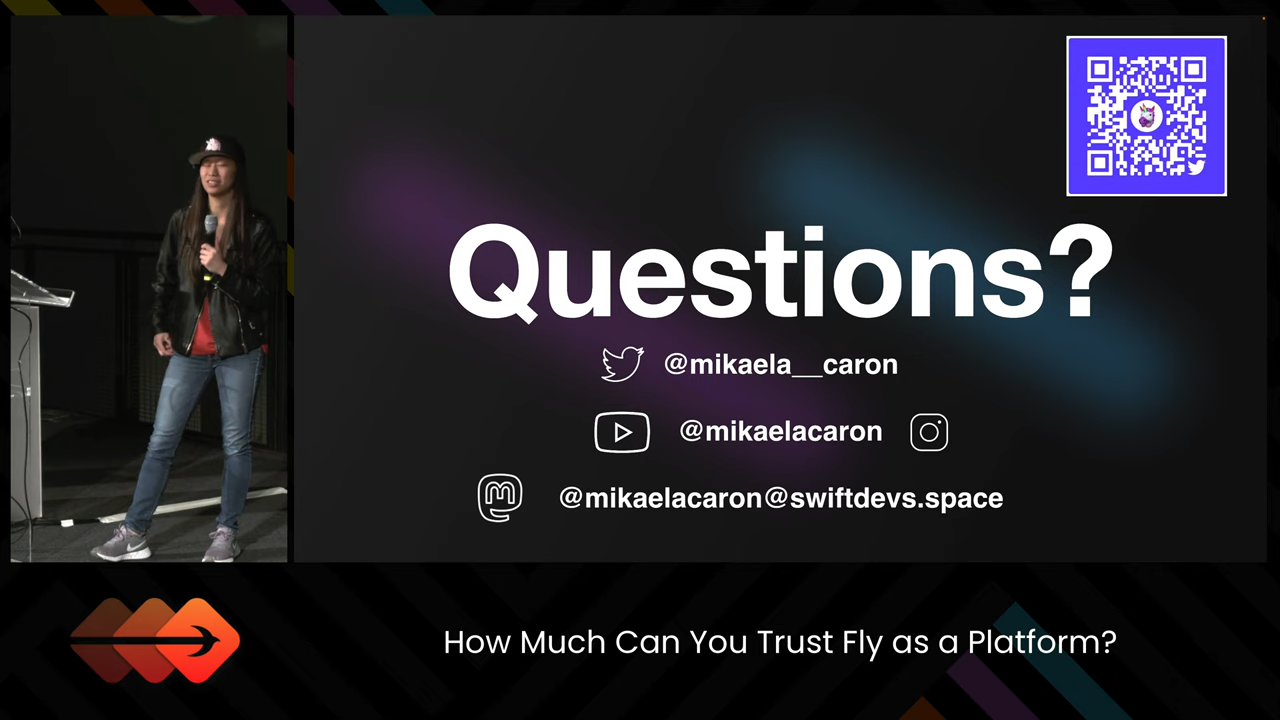 Questions?
@mikaela__caron
@mikaelacaron
@mikaelacaron@swiftdevs.space
How Much Can You Trust Fly as a Platform?